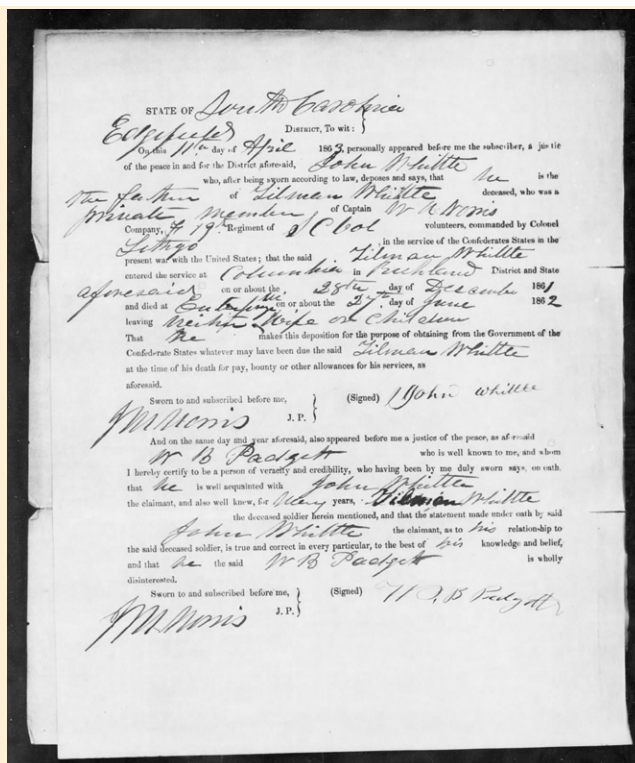 STATE OF South Carolina }
Edgefield DISTRICT, To wit: }
On this 11th day of April 1863, personally appeared before me the subscriber, a justic
of the peace in and for the District aforesaid, John Whittle
who, after being sworn according to law, deposes and says, that he is the
the father of Tilman Whittle deceased, who was a
private member of Captain W H Norris
Company, F 19th Regiment of S C Vol volunteers, commanded by Colonel
Lithgo , in the service of the Confederates States in the
present war with the United States; that the said Tilman Whittle
entered the service at Columbia in Richland District and State
aforesaid on or about the 28th day of December 1861
and died at Enterprise on or about the 27th day of June 1862
leaving neither Wife or Children
That he makes this deposition for the purpose of obtaining from the Government of the
Confederate States whatever may have been due the said Tilman Whittle
at the time of his death for pay, bounty or other allowances for his services, as
aforesaid.
Sworn to and subscribed before me, } (Signed) John Whittle
J M Norris J. P. }
And on the same day and year aforesaid, also appeared before me a justice of the peace, as aforesaid
W B Padgett who is well known to me, and whom
I hereby certify to be a person of veracity and credibility, who having been by me duly sworn says, on oath.
that he is well acquainted with John Whittle
the claimant, and also well knew, for Many years, Tilman Whittle
the deceased soldier herein mentioned, and that the statement made under oath by said
John Whittle the claimant, as to his relationship to
the said deceased soldier, is true and correct in every particular, to the best of his knowledge and belief,
and that he the said W B Padgett is wholly
disinterested.
Sworn to and subscribed before me, } (Signed) B Padgett
J M Norris J. P. }